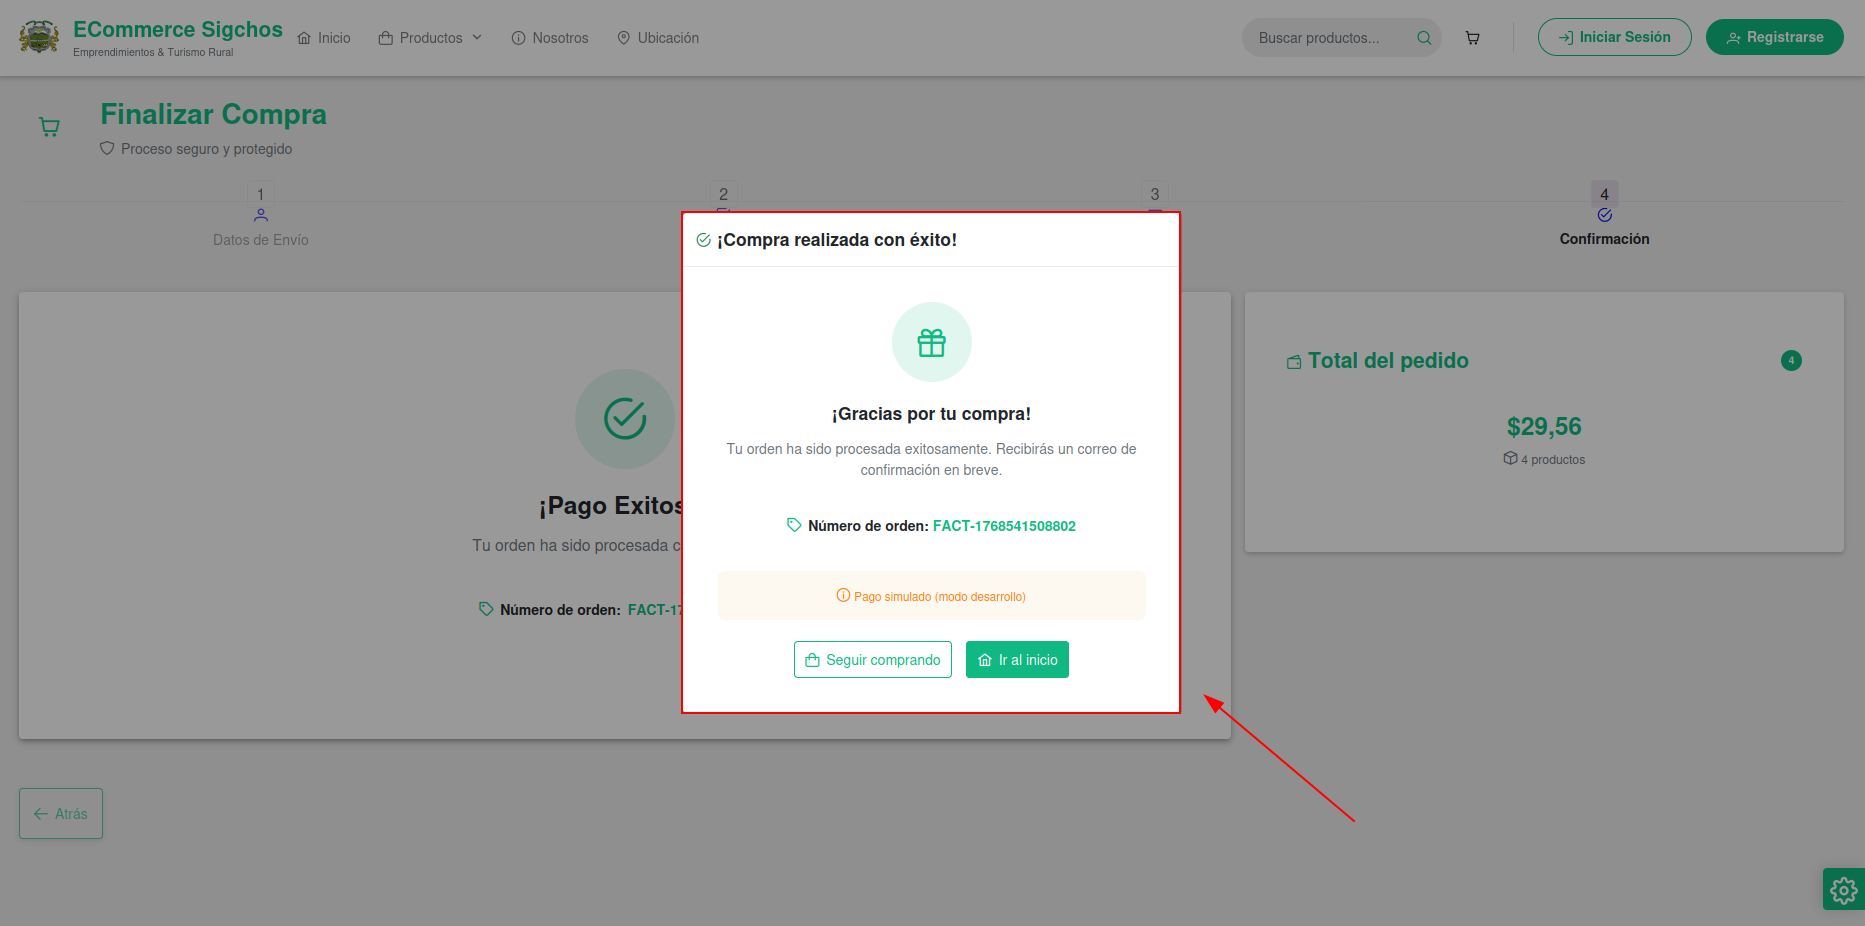 ECommerce Sigchos
Emprendimientos & Turismo Rural
Inicio
Productos
Nosotros
Ubicación
Buscar productos...
Iniciar Sesión
Registrarse
Finalizar Compra
Proceso seguro y protegido
1
Datos de Envío
2
3
4
Confirmación
¡Compra realizada con éxito!
¡Gracias por tu compra!
Tu orden ha sido procesada exitosamente. Recibirás un correo de
confirmación en breve.
Número de orden: FACT-1768541508802
Pago simulado (modo desarrollo)
Seguir comprando
Ir al inicio
¡Pago Exitos
Tu orden ha sido procesada c
Número de orden: FACT-17
Total del pedido
4
$29,56
4 productos
Atrás